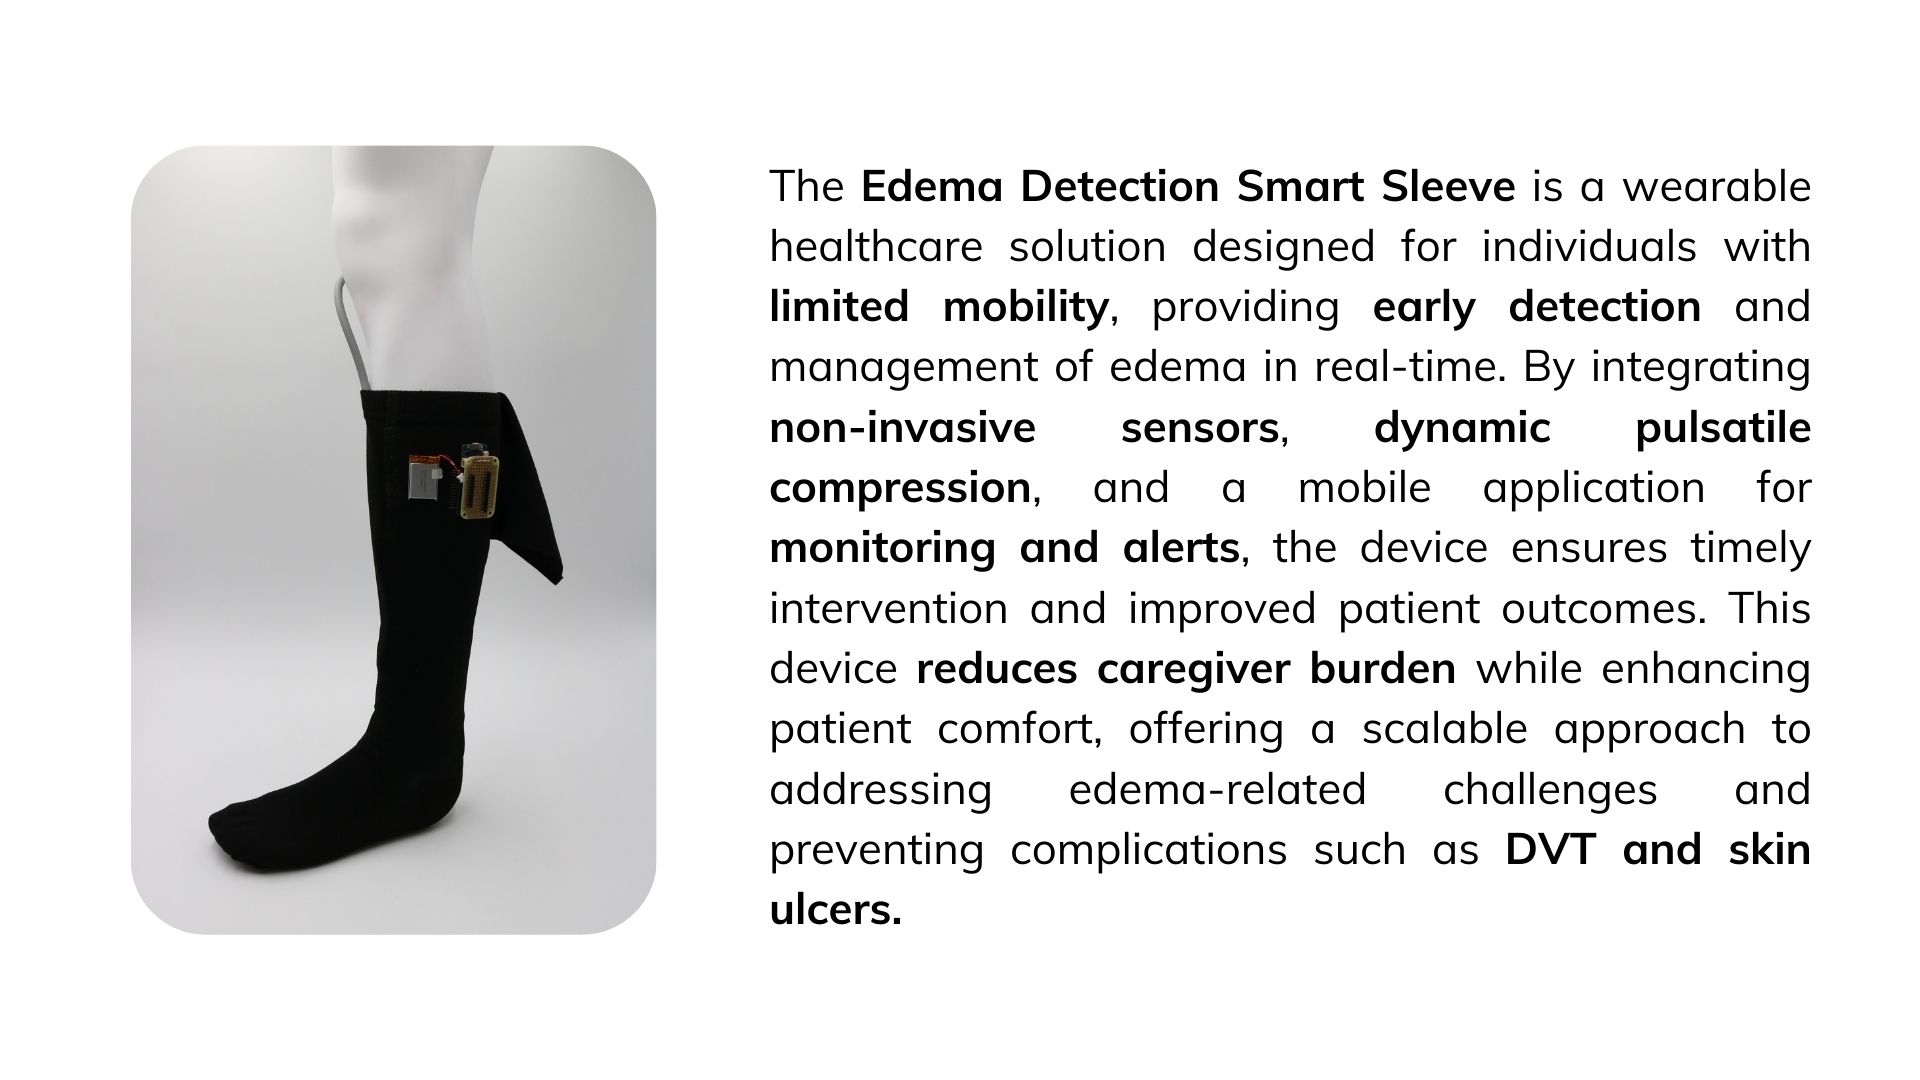 The Edema Detection Smart Sleeve is a wearable
healthcare solution designed for individuals with
limited mobility, providing early detection and
management of edema in real-time. By integrating
non-invasive sensors, dynamic pulsatile
compression, and a mobile application for
monitoring and alerts, the device ensures timely
intervention and improved patient outcomes. This
device reduces caregiver burden while enhancing
patient comfort, offering a scalable approach to
addressing edema-related challenges and
preventing complications such as DVT and skin
ulcers.